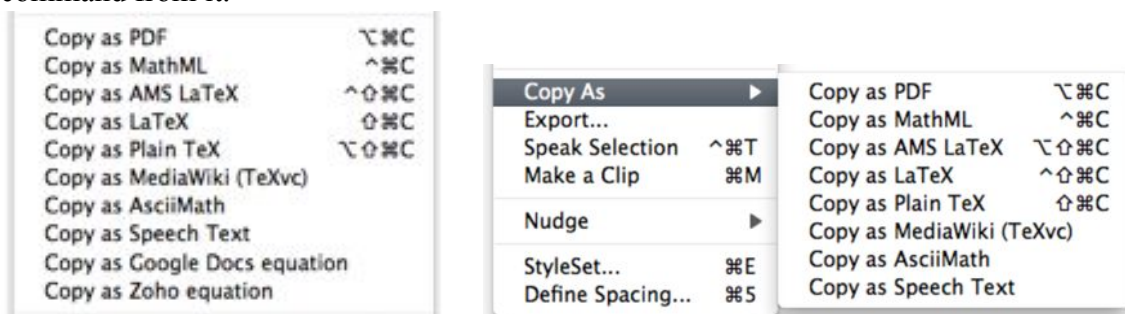 command from it.
Copy as PDF ⌥⌘C
Copy as MathML ^⌘C
Copy as AMS LaTeX ^⇧⌘C
Copy as LaTeX ⇧⌘C
Copy as Plain TeX ⌥⇧⌘C
Copy as MediaWiki (TeXvc)
Copy as AsciiMath
Copy as Speech Text
Copy as Google Docs equation
Copy as Zoho equation
Copy As ▶
Export...
Speak Selection ^⌘T
Make a Clip ⌘M
Nudge ▶
StyleSet... ⌘E
Define Spacing... ⌘5
Copy as PDF ⌥⌘C
Copy as MathML ^⌘C
Copy as AMS LaTeX ⌥⇧⌘C
Copy as LaTeX ^⇧⌘C
Copy as Plain TeX ⇧⌘C
Copy as MediaWiki (TeXvc)
Copy as AsciiMath
Copy as Speech Text